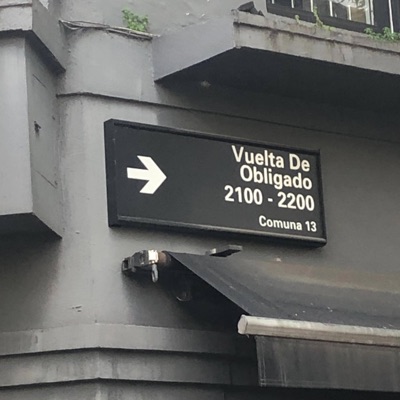 Vuelta De
Obligado
2100 - 2200
Comuna 13